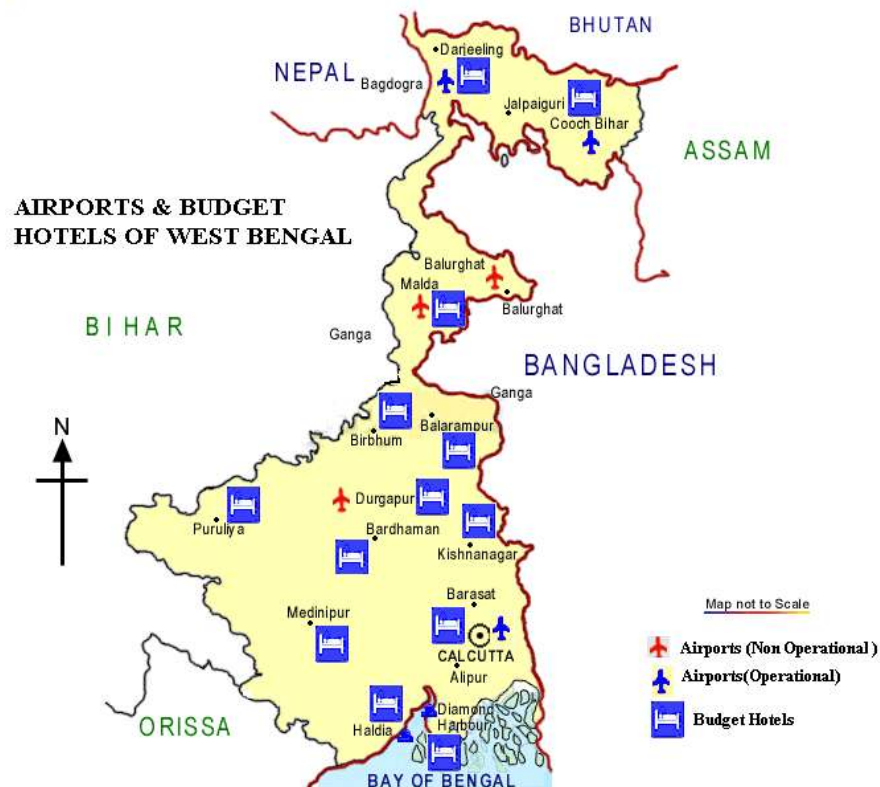 BHUTAN
Darjeeling
NEPAL
Bagdogra
Jalpaiguri
Cooch Bihar
ASSAM
AIRPORTS & BUDGET
HOTELS OF WEST BENGAL
Balurghat
Malda
Balurghat
BIHAR
Ganga
BANGLADESH
Ganga
Balarampur
Birbhum
N
Durgapur
Puruliya
Bardhaman
Kishnanagar
Barasat
Medinipur
CALCUTTA
Alipur
Diamond
Harbour
Haldia
ORISSA
BAY OF BENGAL
Map not to Scale
Airports (Non Operational )
Airports(Operational)
Budget Hotels